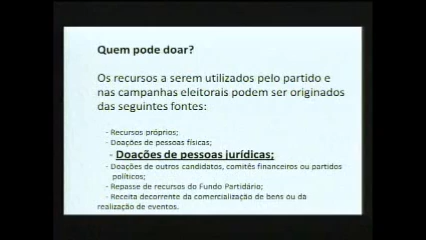 Quem pode doar?
Os recursos a serem utilizados pelo partido e
nas campanhas eleitorais podem ser originados
das seguintes fontes:
- Recursos próprios;
- Doações de pessoas físicas;
- Doações de pessoas jurídicas;
- Doações de outros candidatos, comitês financeiros ou partidos
políticos;
- Repasse de recursos do Fundo Partidário;
- Receita decorrente da comercialização de bens ou da
realização de eventos.